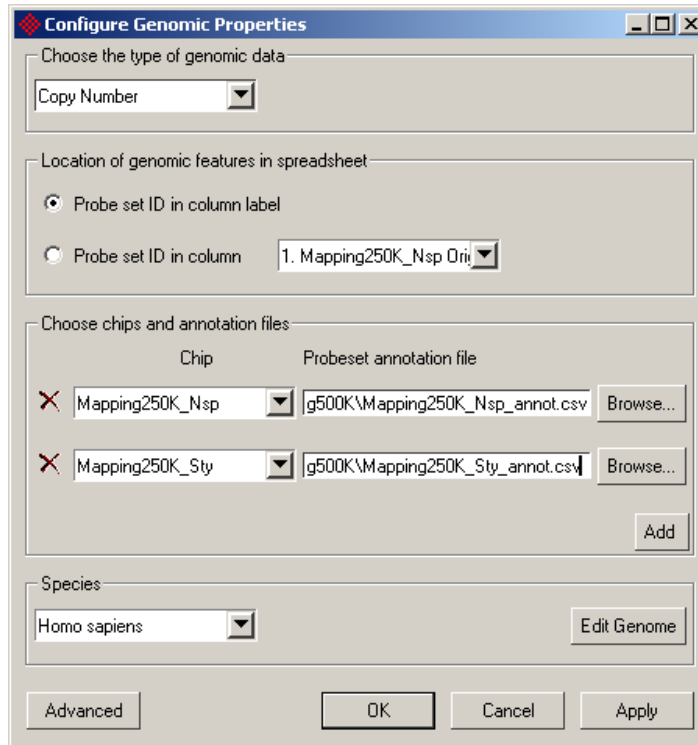 Configure Genomic Properties
Choose the type of genomic data
Copy Number
Location of genomic features in spreadsheet
Probe set ID in column label
Probe set ID in column 1. Mapping250K_Nsp Ori
Choose chips and annotation files
Chip Probeset annotation file
Mapping250K_Nsp g500K\Mapping250K_Nsp_annot.csv Browse...
Mapping250K_Sty g500K\Mapping250K_Sty_annot.csv Browse...
Add
Species
Homo sapiens Edit Genome
Advanced OK Cancel Apply